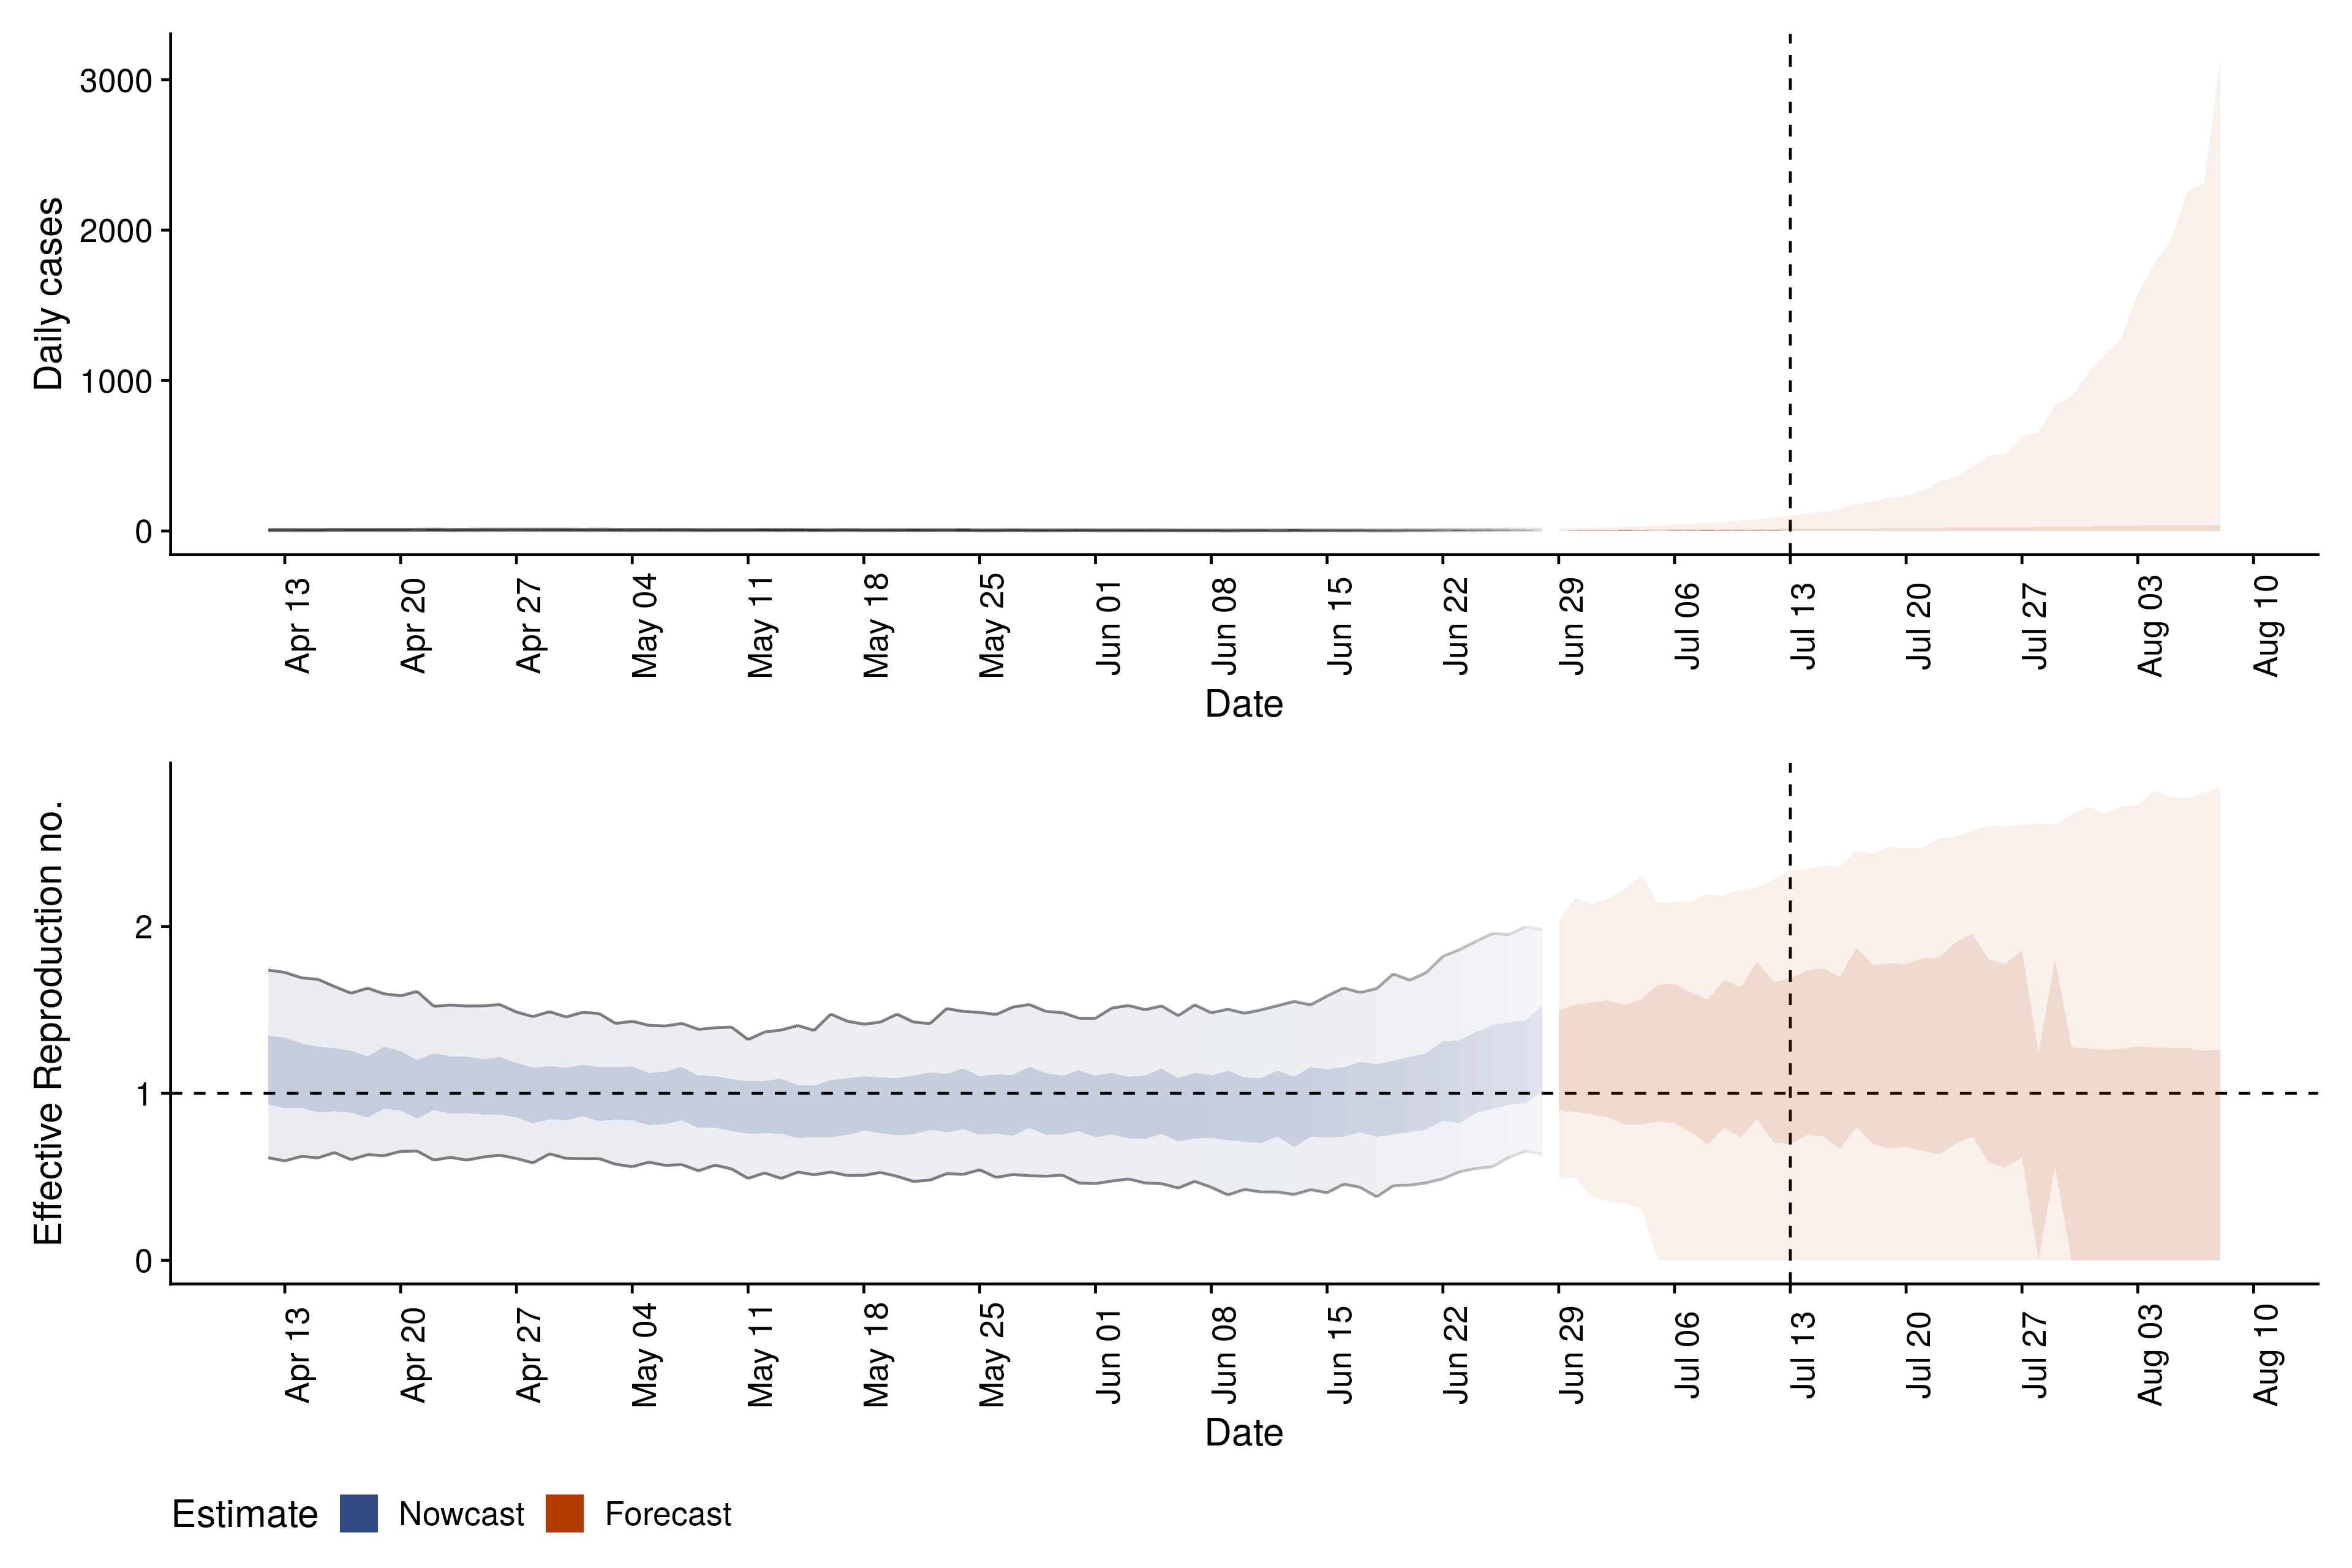 Daily cases
3000
2000
1000
0
Apr 13
Apr 20
Apr 27
May 04
May 11
May 18
May 25
Jun 01
Jun 08
Jun 15
Jun 22
Jun 29
Jul 06
Jul 13
Jul 20
Jul 27
Aug 03
Aug 10
Date
Effective Reproduction no.
2
1
0
Apr 13
Apr 20
Apr 27
May 04
May 11
May 18
May 25
Jun 01
Jun 08
Jun 15
Jun 22
Jun 29
Jul 06
Jul 13
Jul 20
Jul 27
Aug 03
Aug 10
Date
Estimate Nowcast Forecast